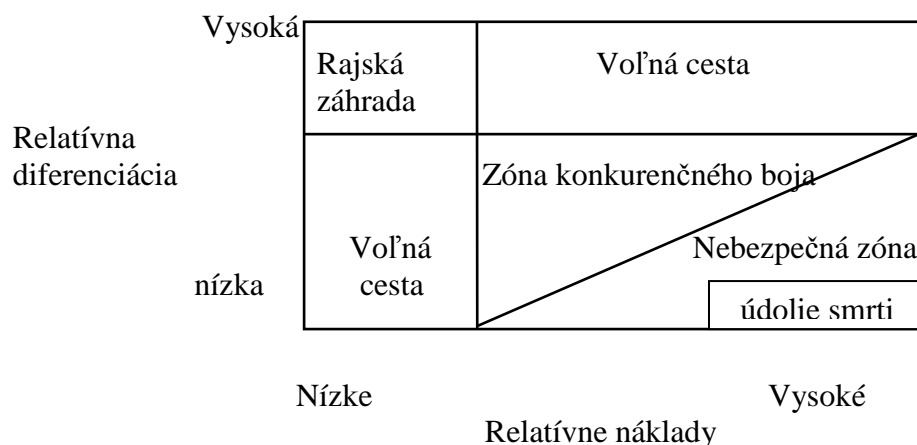 Vysoká
Rajská
záhrada
Voľná cesta
Relatívna
diferenciácia
Zóna konkurenčného boja
Voľná
cesta
Nebezpečná zóna
nízka
údolie smrti
Nízke
Vysoké
Relatívne náklady